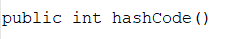 public int hashCode()